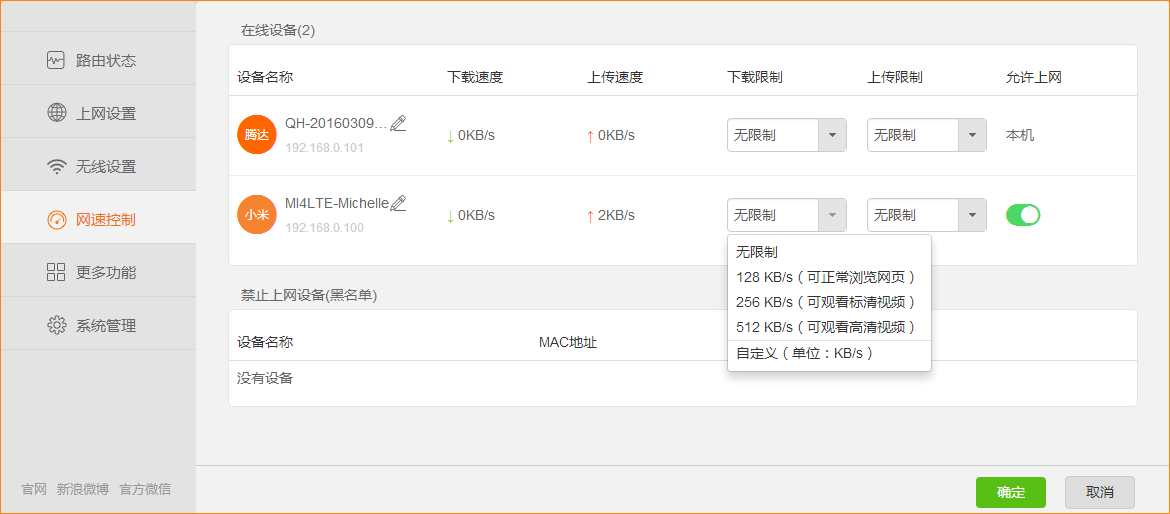 路由状态
上网设置
无线设置
网速控制
更多功能
系统管理
官网 新浪微博 官方微信
在线设备(2)
设备名称 下载速度 上传速度 下载限制 上传限制 允许上网
腾达 QH-20160309... ↓0KB/s ↑0KB/s 无限制 无限制 本机
192.168.0.101
小米 MI4LTE-Michelle ↓0KB/s ↑2KB/s 无限制 无限制
192.168.0.100
无限制
128 KB/s（可正常浏览网页）
256 KB/s（可观看标清视频）
512 KB/s（可观看高清视频）
自定义（单位：KB/s）
禁止上网设备(黑名单)
设备名称 MAC地址
没有设备
确定 取消